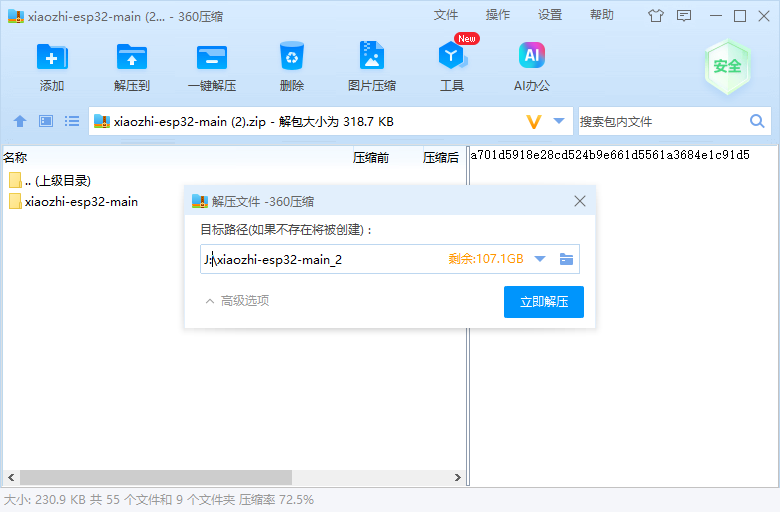 xiaozhi-esp32-main (2... - 360压缩
文件 操作 设置 帮助
New
添加 解压到 一键解压 删除 图片压缩 工具 AI办公
安全
xiaozhi-esp32-main (2).zip - 解包大小为 318.7 KB
搜索包内文件
名称 压缩前 压缩后
a701d5918e28cd524b9e661d5561a3684e1c91d5
.. (上级目录)
xiaozhi-esp32-main
解压文件 -360压缩
目标路径(如果不存在将被创建)：
J:\xiaozhi-esp32-main_2 剩余:107.1GB
高级选项
立即解压
大小: 230.9 KB 共 55 个文件和 9 个文件夹 压缩率 72.5%